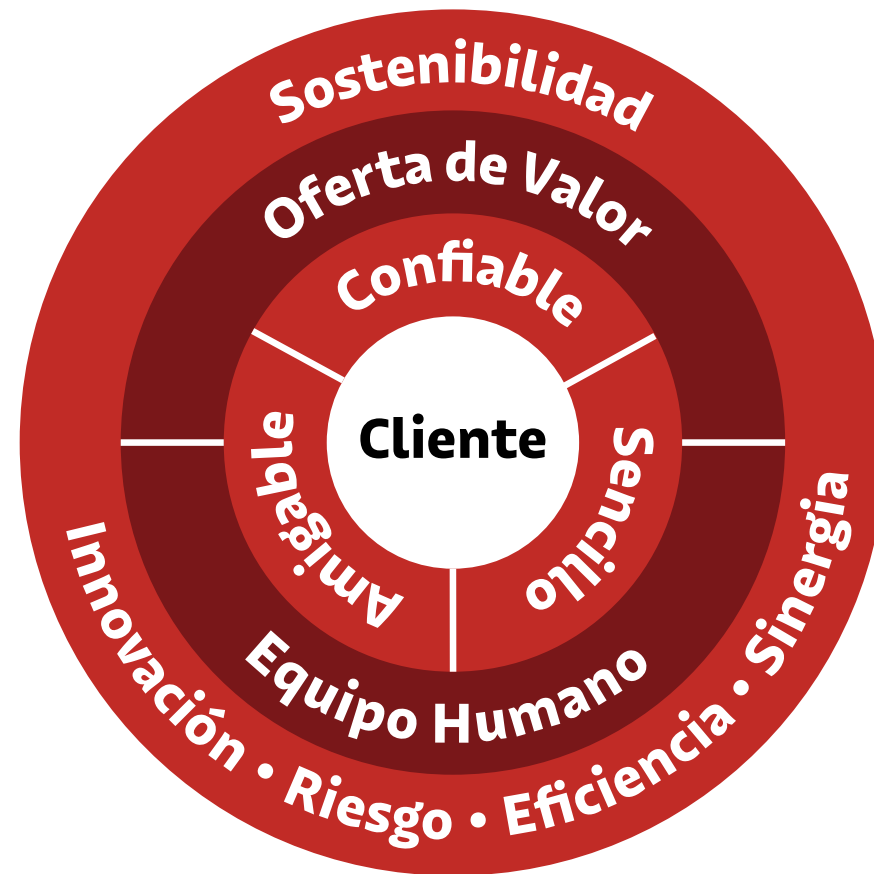 Sostenibilidad
Oferta de Valor
Confiable
Cliente
Amigable
Sencillo
Equipo Humano
Innovación • Riesgo • Eficiencia • Sinergia